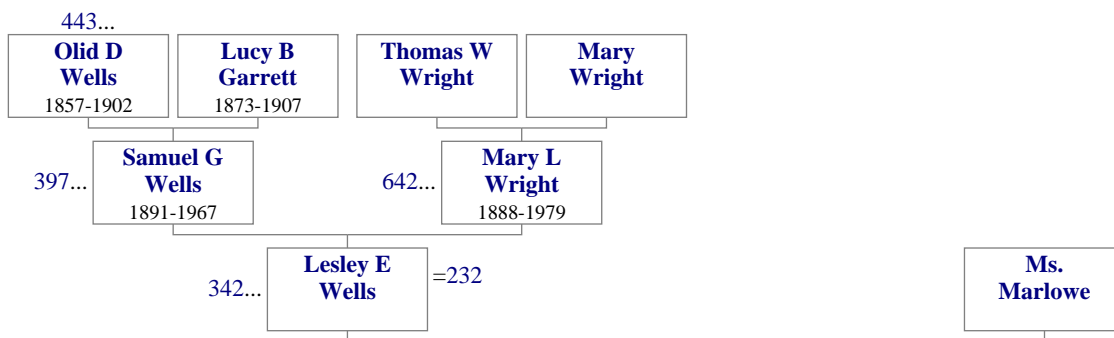 443...
Olid D
Wells
1857-1902
Lucy B
Garrett
1873-1907
Thomas W
Wright
Mary
Wright
397...
Samuel G
Wells
1891-1967
642...
Mary L
Wright
1888-1979
342...
Lesley E
Wells
=232
Ms.
Marlowe